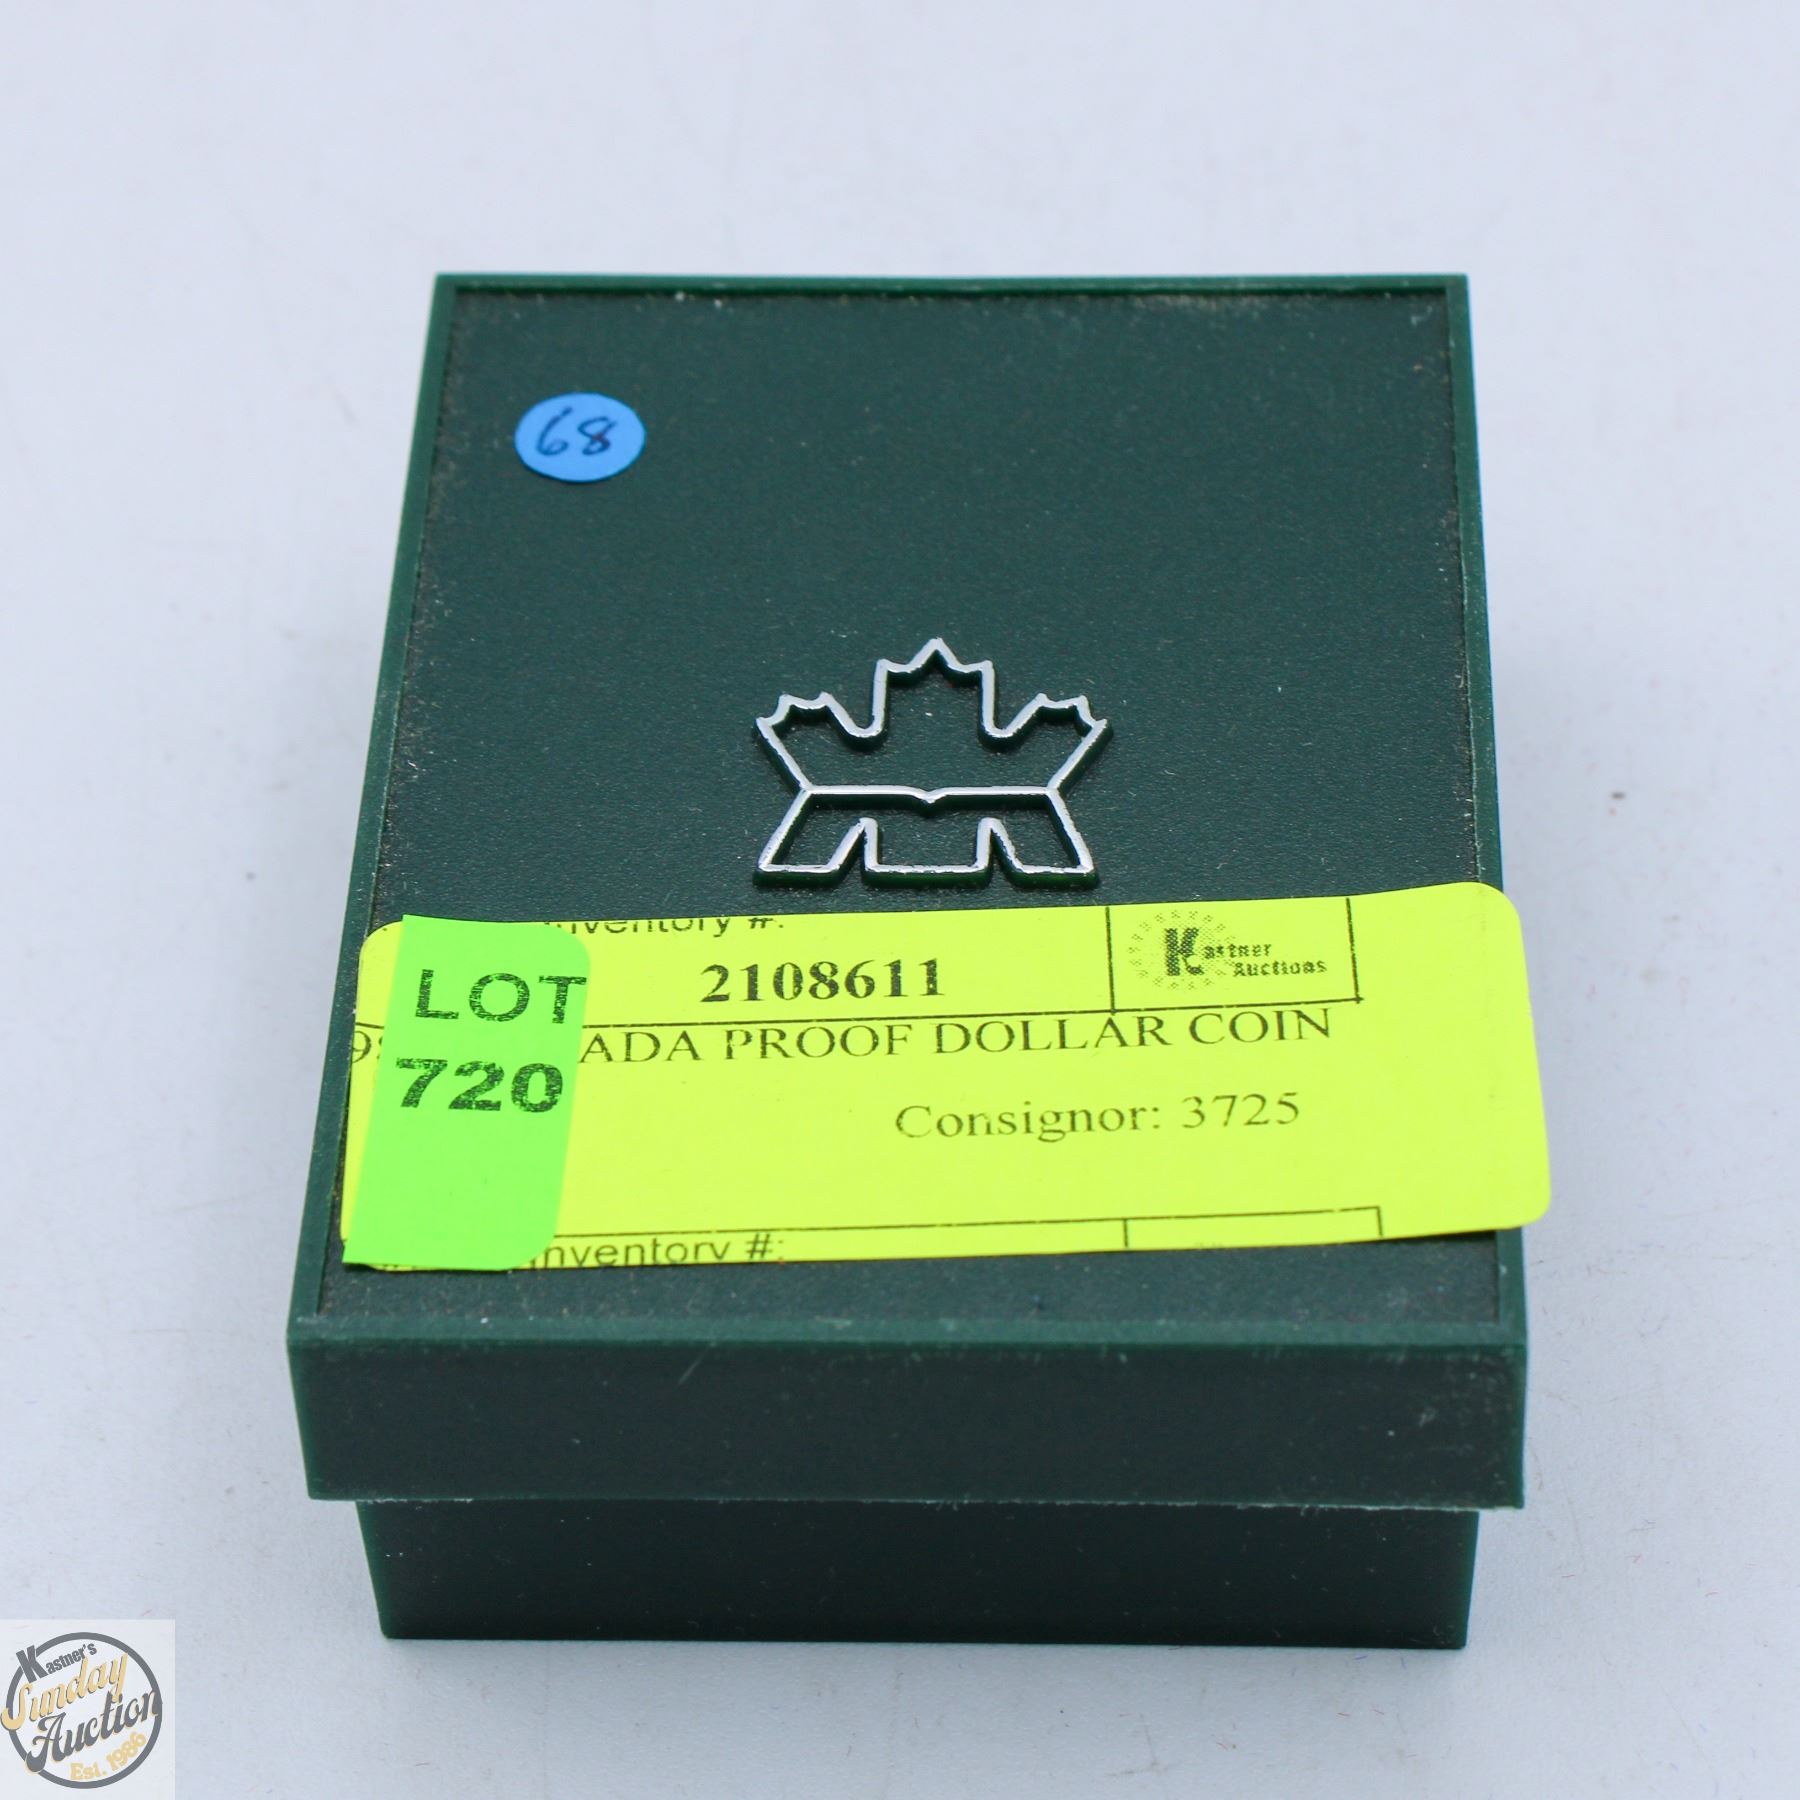 68
Inventory #:
2108611
Kastner
Auctions
LOT
720
ADA PROOF DOLLAR COIN
Consignor: 3725
Inventory #:
Kastner's
Sunday
Auction
Est. 1986